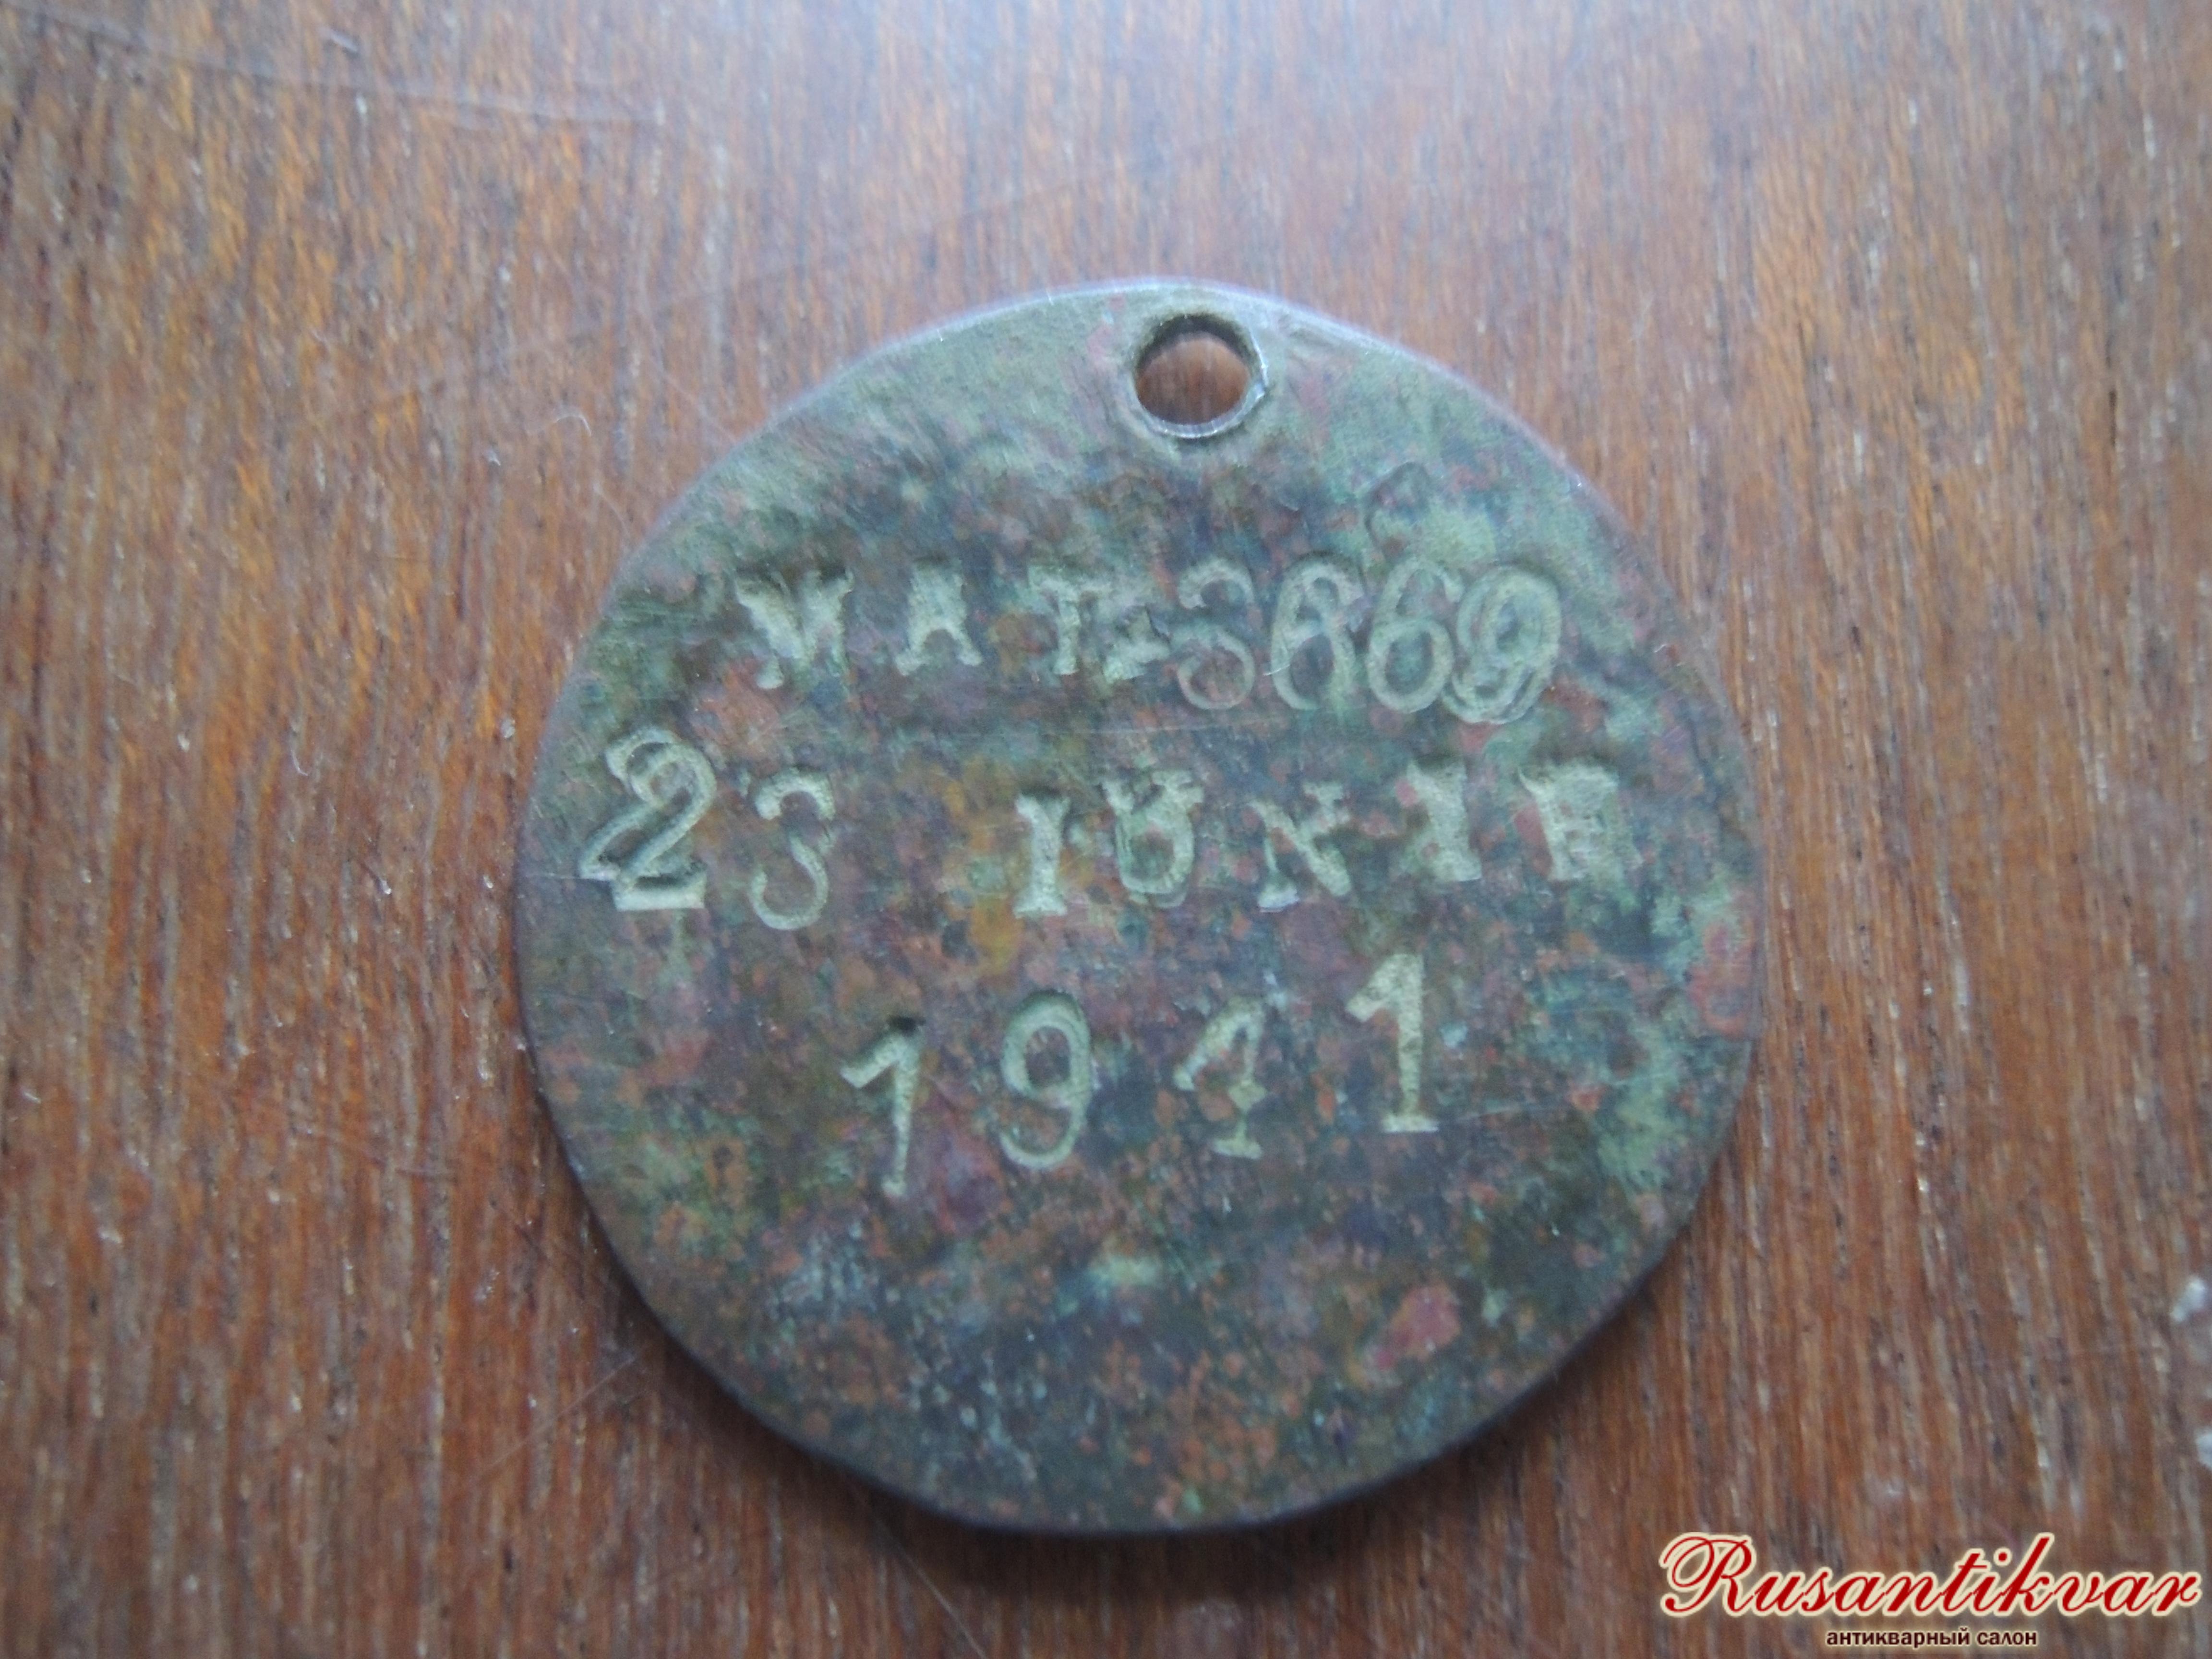 MAT. 3669
23 IUNIE
1941
Rusantikvar
антикварный салон